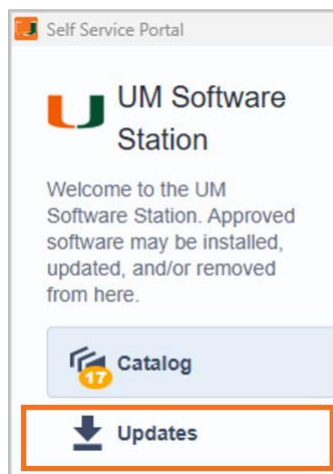 Self Service Portal
UM Software
Station
Welcome to the UM
Software Station. Approved
software may be installed,
updated, and/or removed
from here.
17
Catalog
Updates